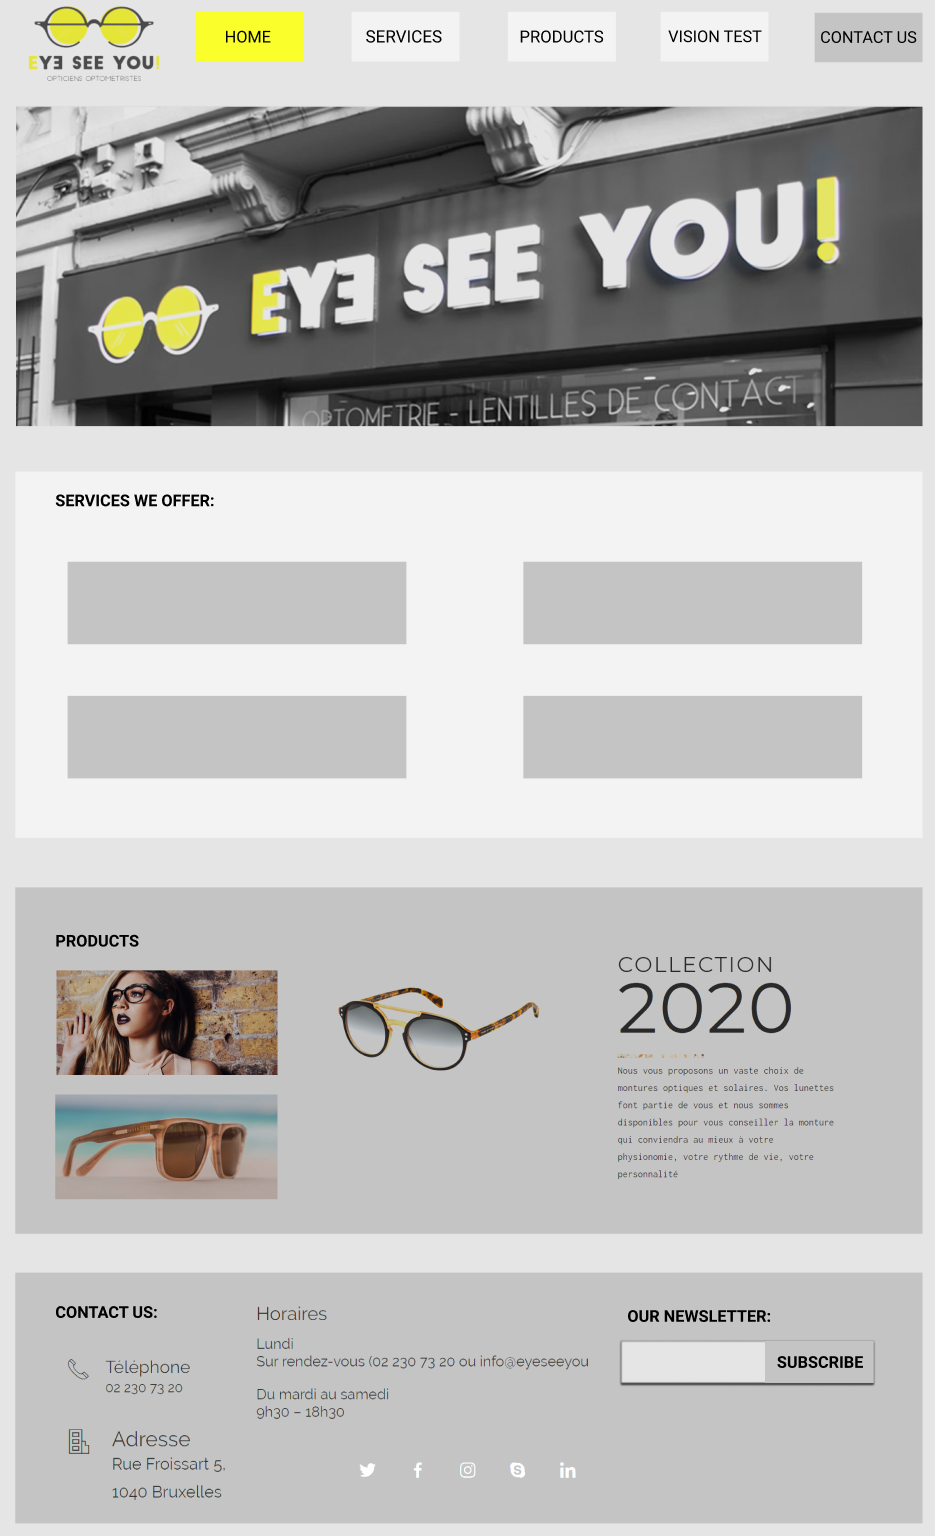 EYE SEE YOU!
OPTICIENS OPTOMETRISTES
HOME
SERVICES
PRODUCTS
VISION TEST
CONTACT US
EYE SEE YOU!
OPTOMETRIE - LENTILLES DE CONTACT
SERVICES WE OFFER:
PRODUCTS
COLLECTION
2020
Nous vous proposons un vaste choix de
montures optiques et solaires. Vos lunettes
font partie de vous et nous sommes
disponibles pour vous conseiller la monture
qui conviendra au mieux à votre
physionomie, votre rythme de vie, votre
personnalité
CONTACT US:
Téléphone
02 230 73 20
Adresse
Rue Froissart 5,
1040 Bruxelles
Horaires
Lundi
Sur rendez-vous (02 230 73 20 ou info@eyeseeyou
Du mardi au samedi
9h30 – 18h30
OUR NEWSLETTER:
SUBSCRIBE